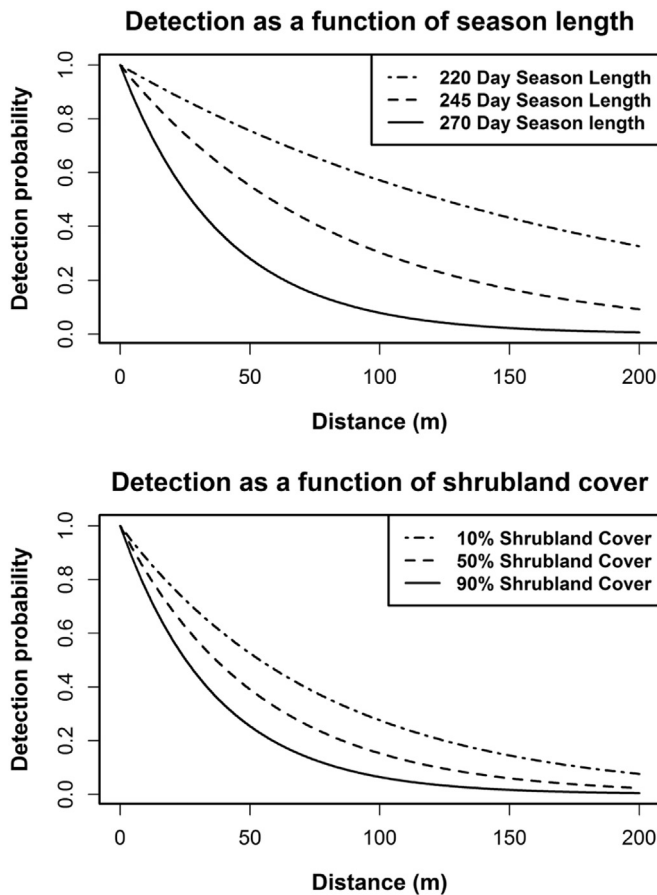 Detection as a function of season length
Detection probability
1.0
0.8
0.6
0.4
0.2
0.0
220 Day Season Length
245 Day Season Length
270 Day Season length
0 50 100 150 200
Distance (m)
Detection as a function of shrubland cover
Detection probability
1.0
0.8
0.6
0.4
0.2
0.0
10% Shrubland Cover
50% Shrubland Cover
90% Shrubland Cover
0 50 100 150 200
Distance (m)